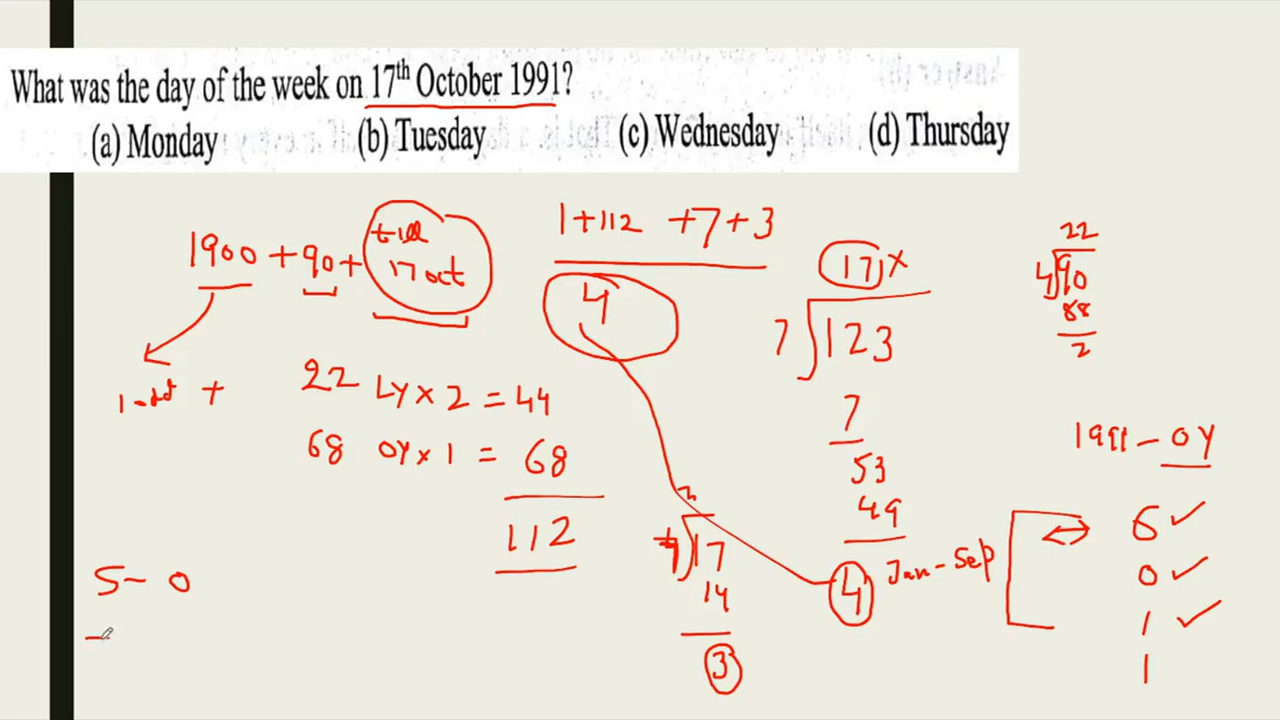 What was the day of the week on 17th October 1991?
(a) Monday (b) Tuesday (c) Wednesday (d) Thursday
1900 + 90 + till 17 oct
1 + 112 + 7 + 3
4
1 odd +
22 LY x 2 = 44
68 OY x 1 = 68
112
S - 0
17 x
7 123
7
53
49
4
7 17
14
3
22
4 90
88
2
1991 - OY
Jan - Sep
6
0
1
1